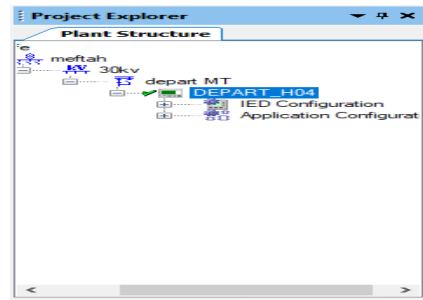 Project Explorer
Plant Structure
e
meftah
30kv
depart MT
DEPART_H04
IED Configuration
Application Configurat